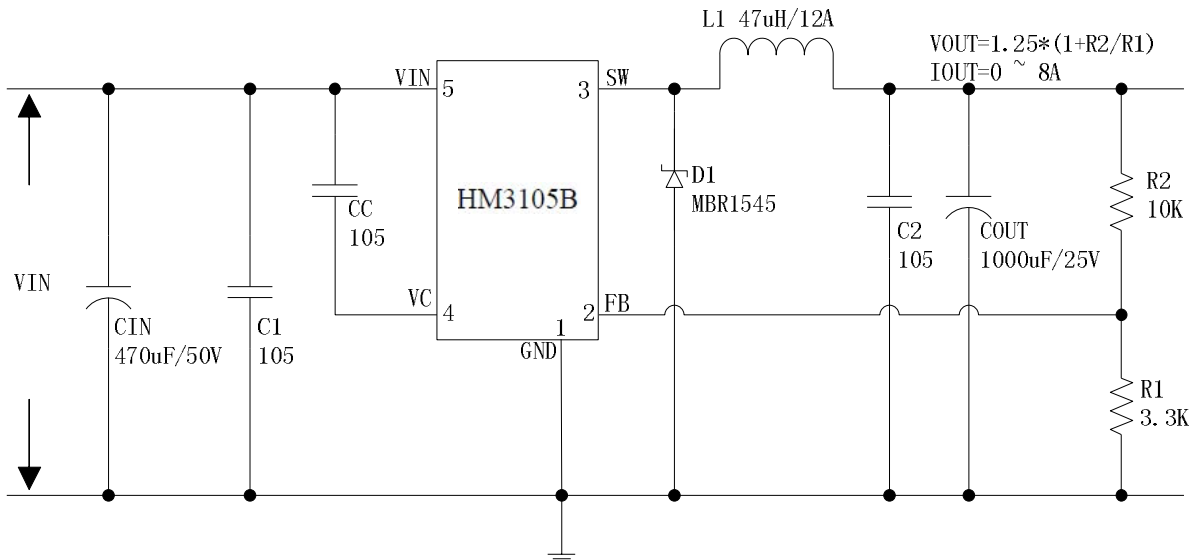 L1 47uH/12A
VOUT=1.25*(1+R2/R1)
IOUT=0 ~ 8A
VIN
5
3
SW
HM3105B
CC
105
D1
MBR1545
R2
10K
C2
105
COUT
1000uF/25V
VIN
VC
4
2
FB
1
GND
CIN
470uF/50V
C1
105
R1
3.3K